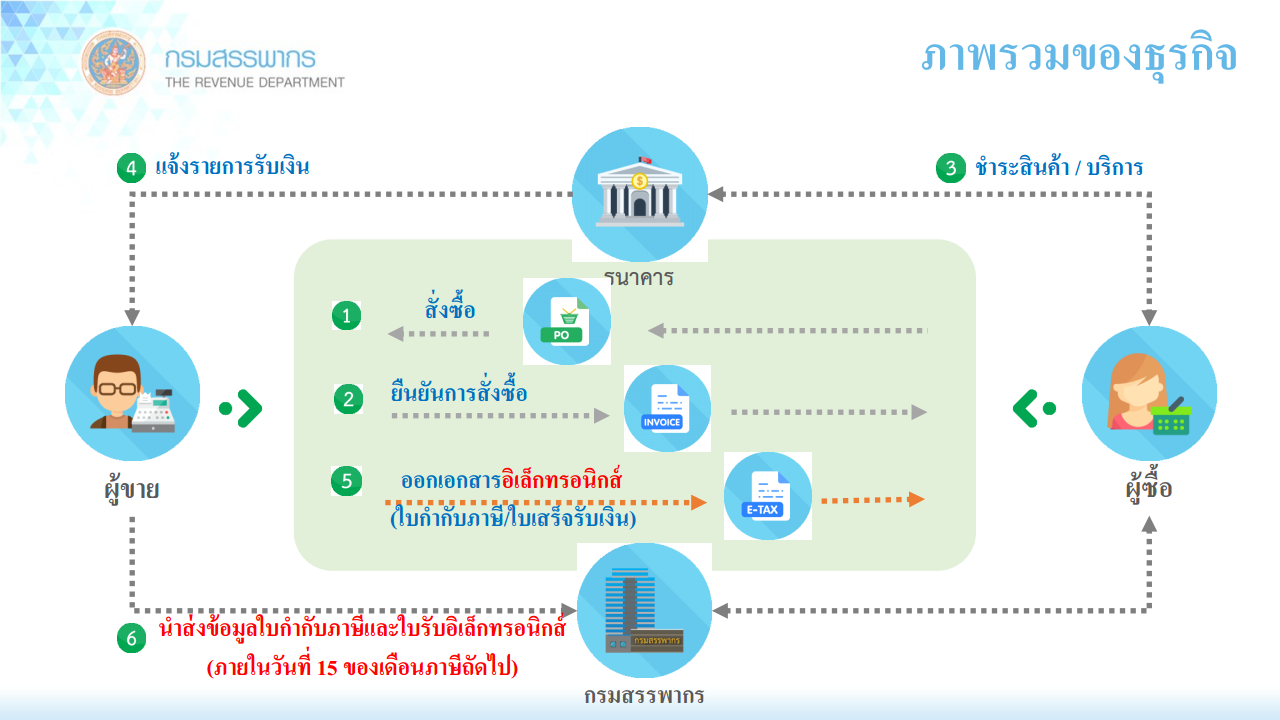 กรมสรรพากร
THE REVENUE DEPARTMENT
ภาพรวมของธุรกิจ
4 แจ้งรายการรับเงิน
3 ชำระสินค้า / บริการ
ธนาคาร
1 สั่งซื้อ
PO
2 ยืนยันการสั่งซื้อ
INVOICE
5 ออกเอกสารอิเล็กทรอนิกส์
(ใบกำกับภาษี/ใบเสร็จรับเงิน)
E-TAX
ผู้ขาย
ผู้ซื้อ
6 นำส่งข้อมูลใบกำกับภาษีและใบรับอิเล็กทรอนิกส์
(ภายในวันที่ 15 ของเดือนภาษีถัดไป)
กรมสรรพากร
กรมสรรพากร